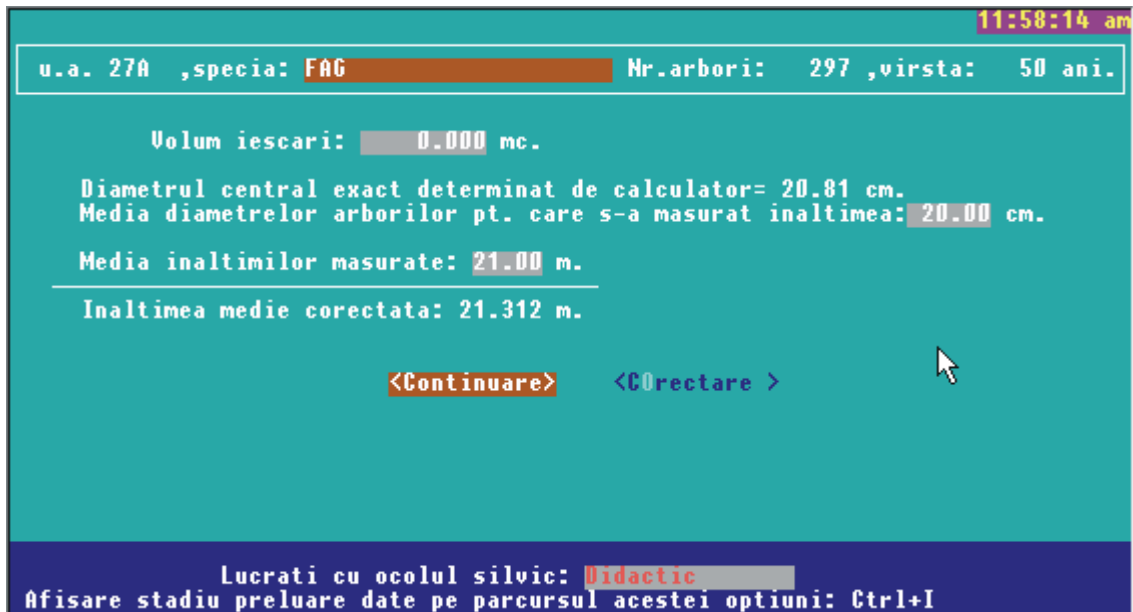 11:58:14 am
u.a. 27A ,specia: FAG Nr.arbori: 297 ,virsta: 50 ani.
Volum iescari: 0.000 mc.
Diametrul central exact determinat de calculator= 20.81 cm.
Media diametrelor arborilor pt. care s-a masurat inaltimea: 20.00 cm.
Media inaltimilor masurate: 21.00 m.
Inaltimea medie corectata: 21.312 m.
<Continuare> <COrectare >
Lucrati cu ocolul silvic: Didactic
Afisare stadiu preluare date pe parcursul acestei optiuni: Ctrl+I